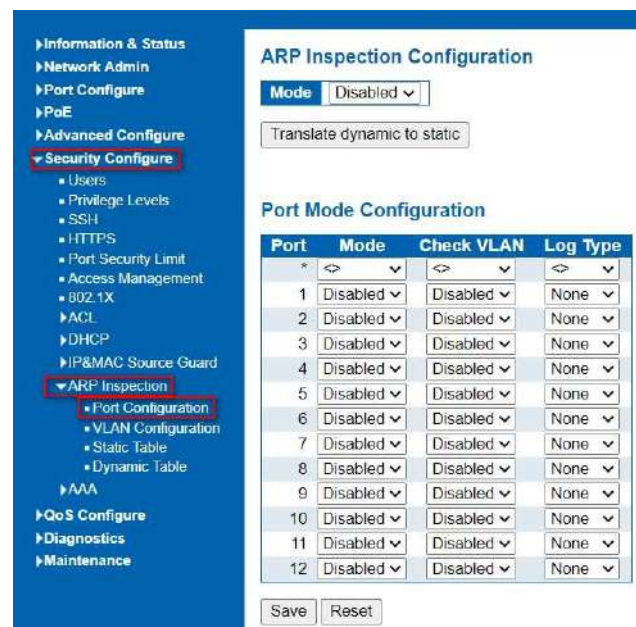 Information & Status
Network Admin
Port Configure
PoE
Advanced Configure
Security Configure
Users
Privilege Levels
SSH
HTTPS
Port Security Limit
Access Management
802.1X
ACL
DHCP
IP&MAC Source Guard
ARP Inspection
Port Configuration
VLAN Configuration
Static Table
Dynamic Table
AAA
QoS Configure
Diagnostics
Maintenance
ARP Inspection Configuration
Mode Disabled
Translate dynamic to static
Port Mode Configuration
Port Mode Check VLAN Log Type
* <> <> <>
1 Disabled Disabled None
2 Disabled Disabled None
3 Disabled Disabled None
4 Disabled Disabled None
5 Disabled Disabled None
6 Disabled Disabled None
7 Disabled Disabled None
8 Disabled Disabled None
9 Disabled Disabled None
10 Disabled Disabled None
11 Disabled Disabled None
12 Disabled Disabled None
Save Reset